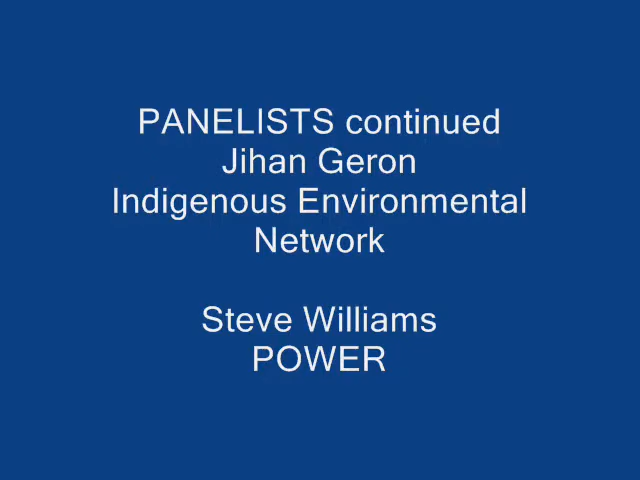 PANELISTS continued
Jihan Geron
Indigenous Environmental
Network
Steve Williams
POWER